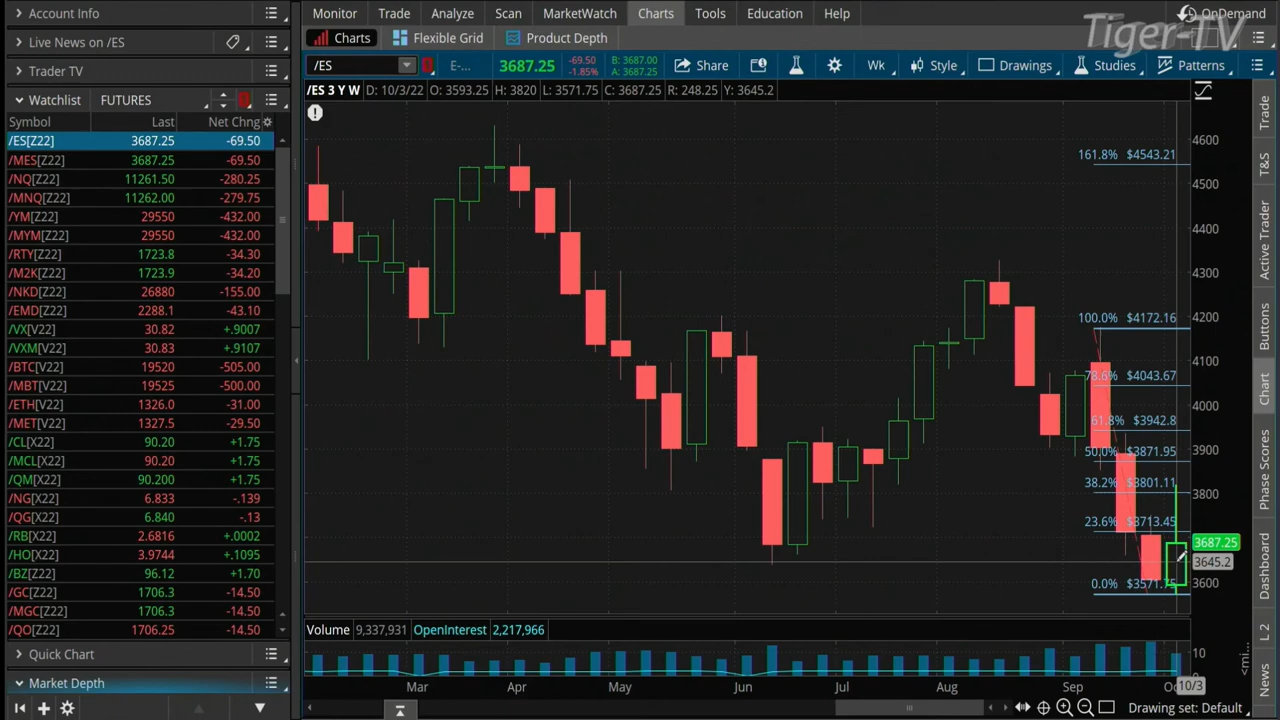 Account Info
Live News on /ES
Trader TV
Watchlist FUTURES
Symbol Last Net Chng
/ES[Z22] 3687.25 -69.50
/MES[Z22] 3687.25 -69.50
/NQ[Z22] 11261.50 -280.25
/MNQ[Z22] 11262.00 -279.75
/YM[Z22] 29550 -432.00
/MYM[Z22] 29550 -432.00
/RTY[Z22] 1723.8 -34.30
/M2K[Z22] 1723.9 -34.20
/NKD[Z22] 26880 -155.00
/EMD[Z22] 2288.1 -43.10
/VX[V22] 30.82 +.9007
/VXM[V22] 30.83 +.9107
/BTC[V22] 19520 -505.00
/MBT[V22] 19525 -500.00
/ETH[V22] 1326.0 -31.00
/MET[V22] 1327.5 -29.50
/CL[X22] 90.20 +1.75
/MCL[X22] 90.20 +1.75
/QM[X22] 90.200 +1.75
/NG[X22] 6.833 -.139
/QG[X22] 6.840 -.13
/RB[X22] 2.6816 +.0002
/HO[X22] 3.9744 +.1095
/BZ[Z22] 96.12 +1.70
/GC[Z22] 1706.3 -14.50
/MGC[Z22] 1706.3 -14.50
/QO[Z22] 1706.25 -14.50
Quick Chart
Market Depth
Monitor Trade Analyze Scan MarketWatch Charts Tools Education Help OnDemand
Tiger-TV
Charts Flexible Grid Product Depth
/ES E-... 3687.25 -69.50 -1.85% B: 3687.00 A: 3687.25 Share Wk Style Drawings Studies Patterns
/ES 3 Y W D: 10/3/22 O: 3593.25 H: 3820 L: 3571.75 C: 3687.25 R: 248.25 Y: 3645.2
161.8% $4543.21
100.0% $4172.16
78.6% $4043.67
61.8% $3942.8
50.0% $3871.95
38.2% $3801.11
23.6% $3713.45
0.0% $3571.75
4600
4500
4400
4300
4200
4100
4000
3900
3800
3687.25
3645.2
3600
Volume 9,337,931 OpenInterest 2,217,966
10
0
<mi...
Mar Apr May Jun Jul Aug Sep 10/3
Drawing set: Default
Trade
T&S
Active Trader
Buttons
Chart
Phase Scores
Dashboard
L 2
News